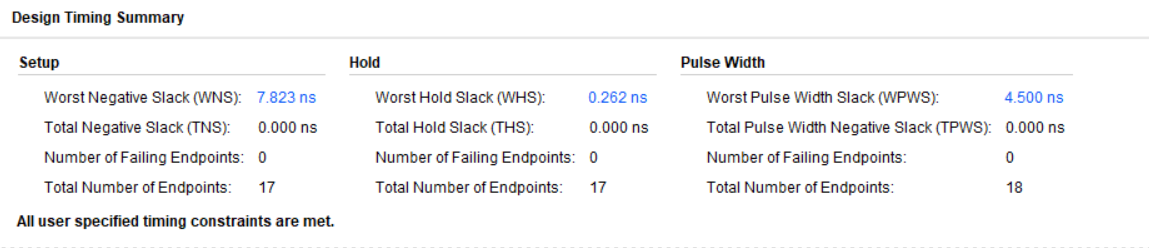 Design Timing Summary
Setup
Worst Negative Slack (WNS): 7.823 ns
Total Negative Slack (TNS): 0.000 ns
Number of Failing Endpoints: 0
Total Number of Endpoints: 17
Hold
Worst Hold Slack (WHS): 0.262 ns
Total Hold Slack (THS): 0.000 ns
Number of Failing Endpoints: 0
Total Number of Endpoints: 17
Pulse Width
Worst Pulse Width Slack (WPWS): 4.500 ns
Total Pulse Width Negative Slack (TPWS): 0.000 ns
Number of Failing Endpoints: 0
Total Number of Endpoints: 18
All user specified timing constraints are met.